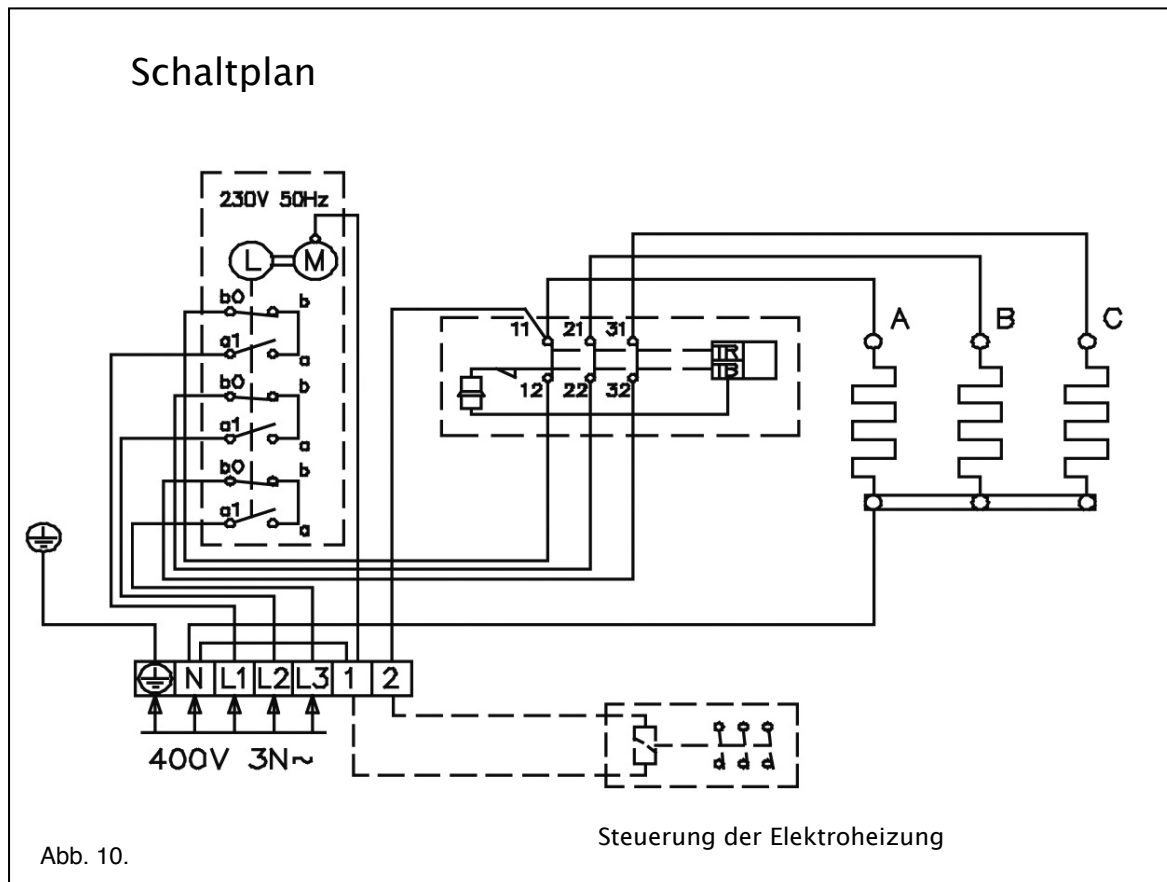 Schaltplan
230V 50Hz
L M
b0 b
a1 a
b0 b
a1 a
b0 b
a1 a
11 21 31
TR
TB
12 22 32
A B C
N L1 L2 L3 1 2
400V 3N~
Steuerung der Elektroheizung
Abb. 10.